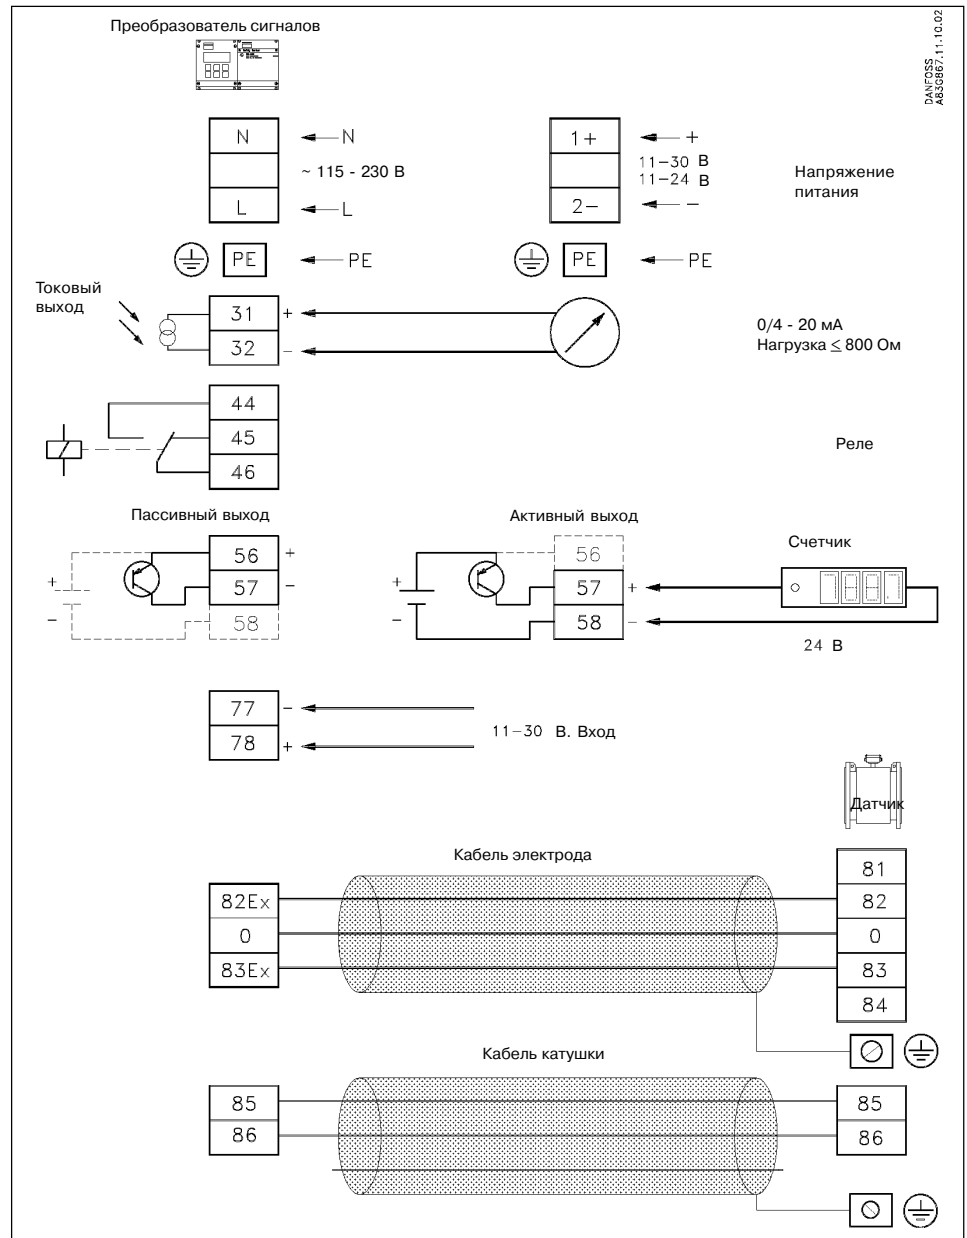 Преобразователь сигналов
DANFOSS
A83G867.11.10.02
N
N
~ 115 - 230 В
L
L
PE
PE
1+
+
11-30 В
11-24 В
2-
-
PE
PE
Напряжение
питания
Токовый
выход
31
+
32
-
0/4 - 20 мА
Нагрузка ≤ 800 Ом
44
45
46
Реле
Пассивный выход
+
-
56
+
57
-
58
Активный выход
+
-
56
57
+
58
-
Счетчик
24 В
77
-
78
+
11-30 В. Вход
Датчик
Кабель электрода
82Ex
0
83Ex
81
82
0
83
84
Кабель катушки
85
86
85
86